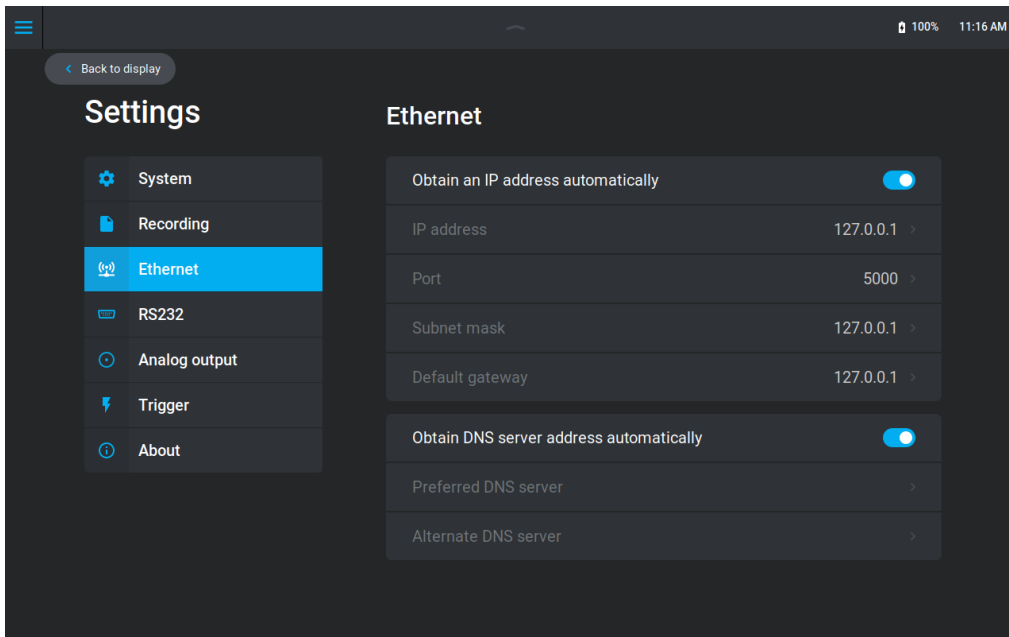 100% 11:16 AM
Back to display
Settings
System
Recording
Ethernet
RS232
Analog output
Trigger
About
Ethernet
Obtain an IP address automatically
IP address 127.0.0.1
Port 5000
Subnet mask 127.0.0.1
Default gateway 127.0.0.1
Obtain DNS server address automatically
Preferred DNS server
Alternate DNS server